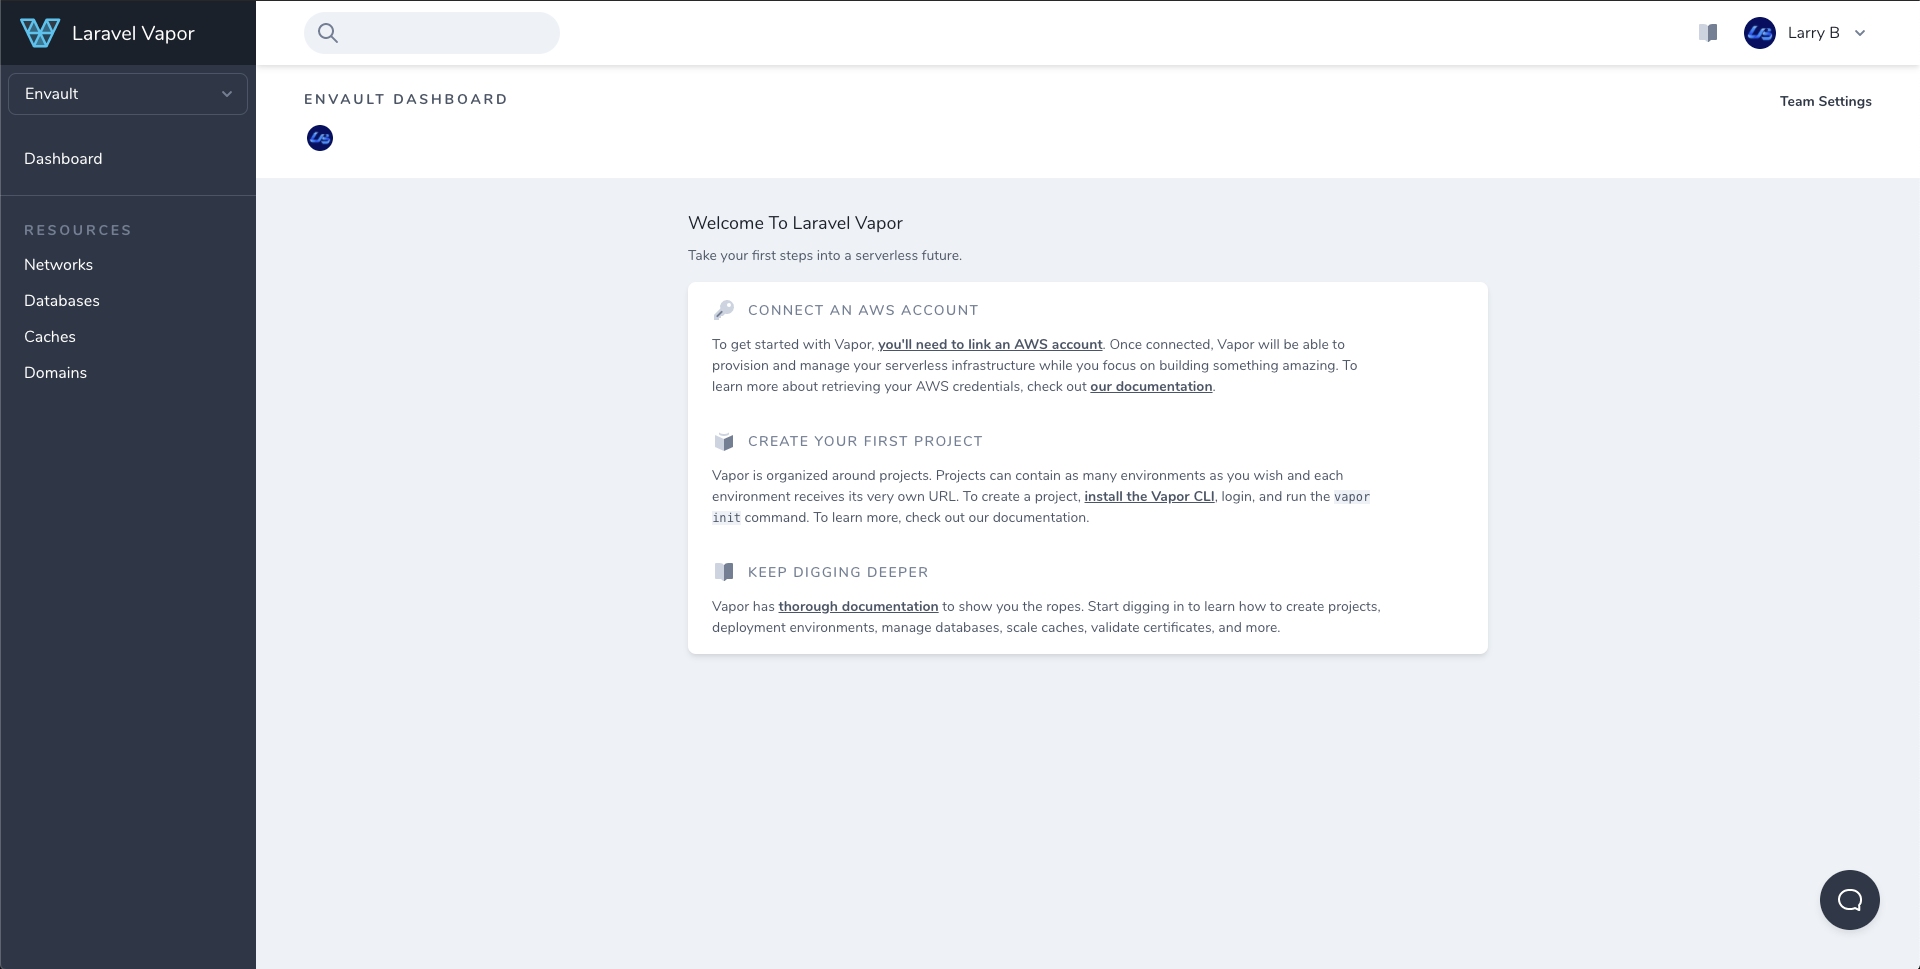 Laravel Vapor
Larry B
Envault
ENVAULT DASHBOARD
Team Settings
Dashboard
RESOURCES
Networks
Databases
Caches
Domains
Welcome To Laravel Vapor
Take your first steps into a serverless future.
CONNECT AN AWS ACCOUNT
To get started with Vapor, you'll need to link an AWS account. Once connected, Vapor will be able to
provision and manage your serverless infrastructure while you focus on building something amazing. To
learn more about retrieving your AWS credentials, check out our documentation.
CREATE YOUR FIRST PROJECT
Vapor is organized around projects. Projects can contain as many environments as you wish and each
environment receives its very own URL. To create a project, install the Vapor CLI, login, and run the vapor
init command. To learn more, check out our documentation.
KEEP DIGGING DEEPER
Vapor has thorough documentation to show you the ropes. Start digging in to learn how to create projects,
deployment environments, manage databases, scale caches, validate certificates, and more.